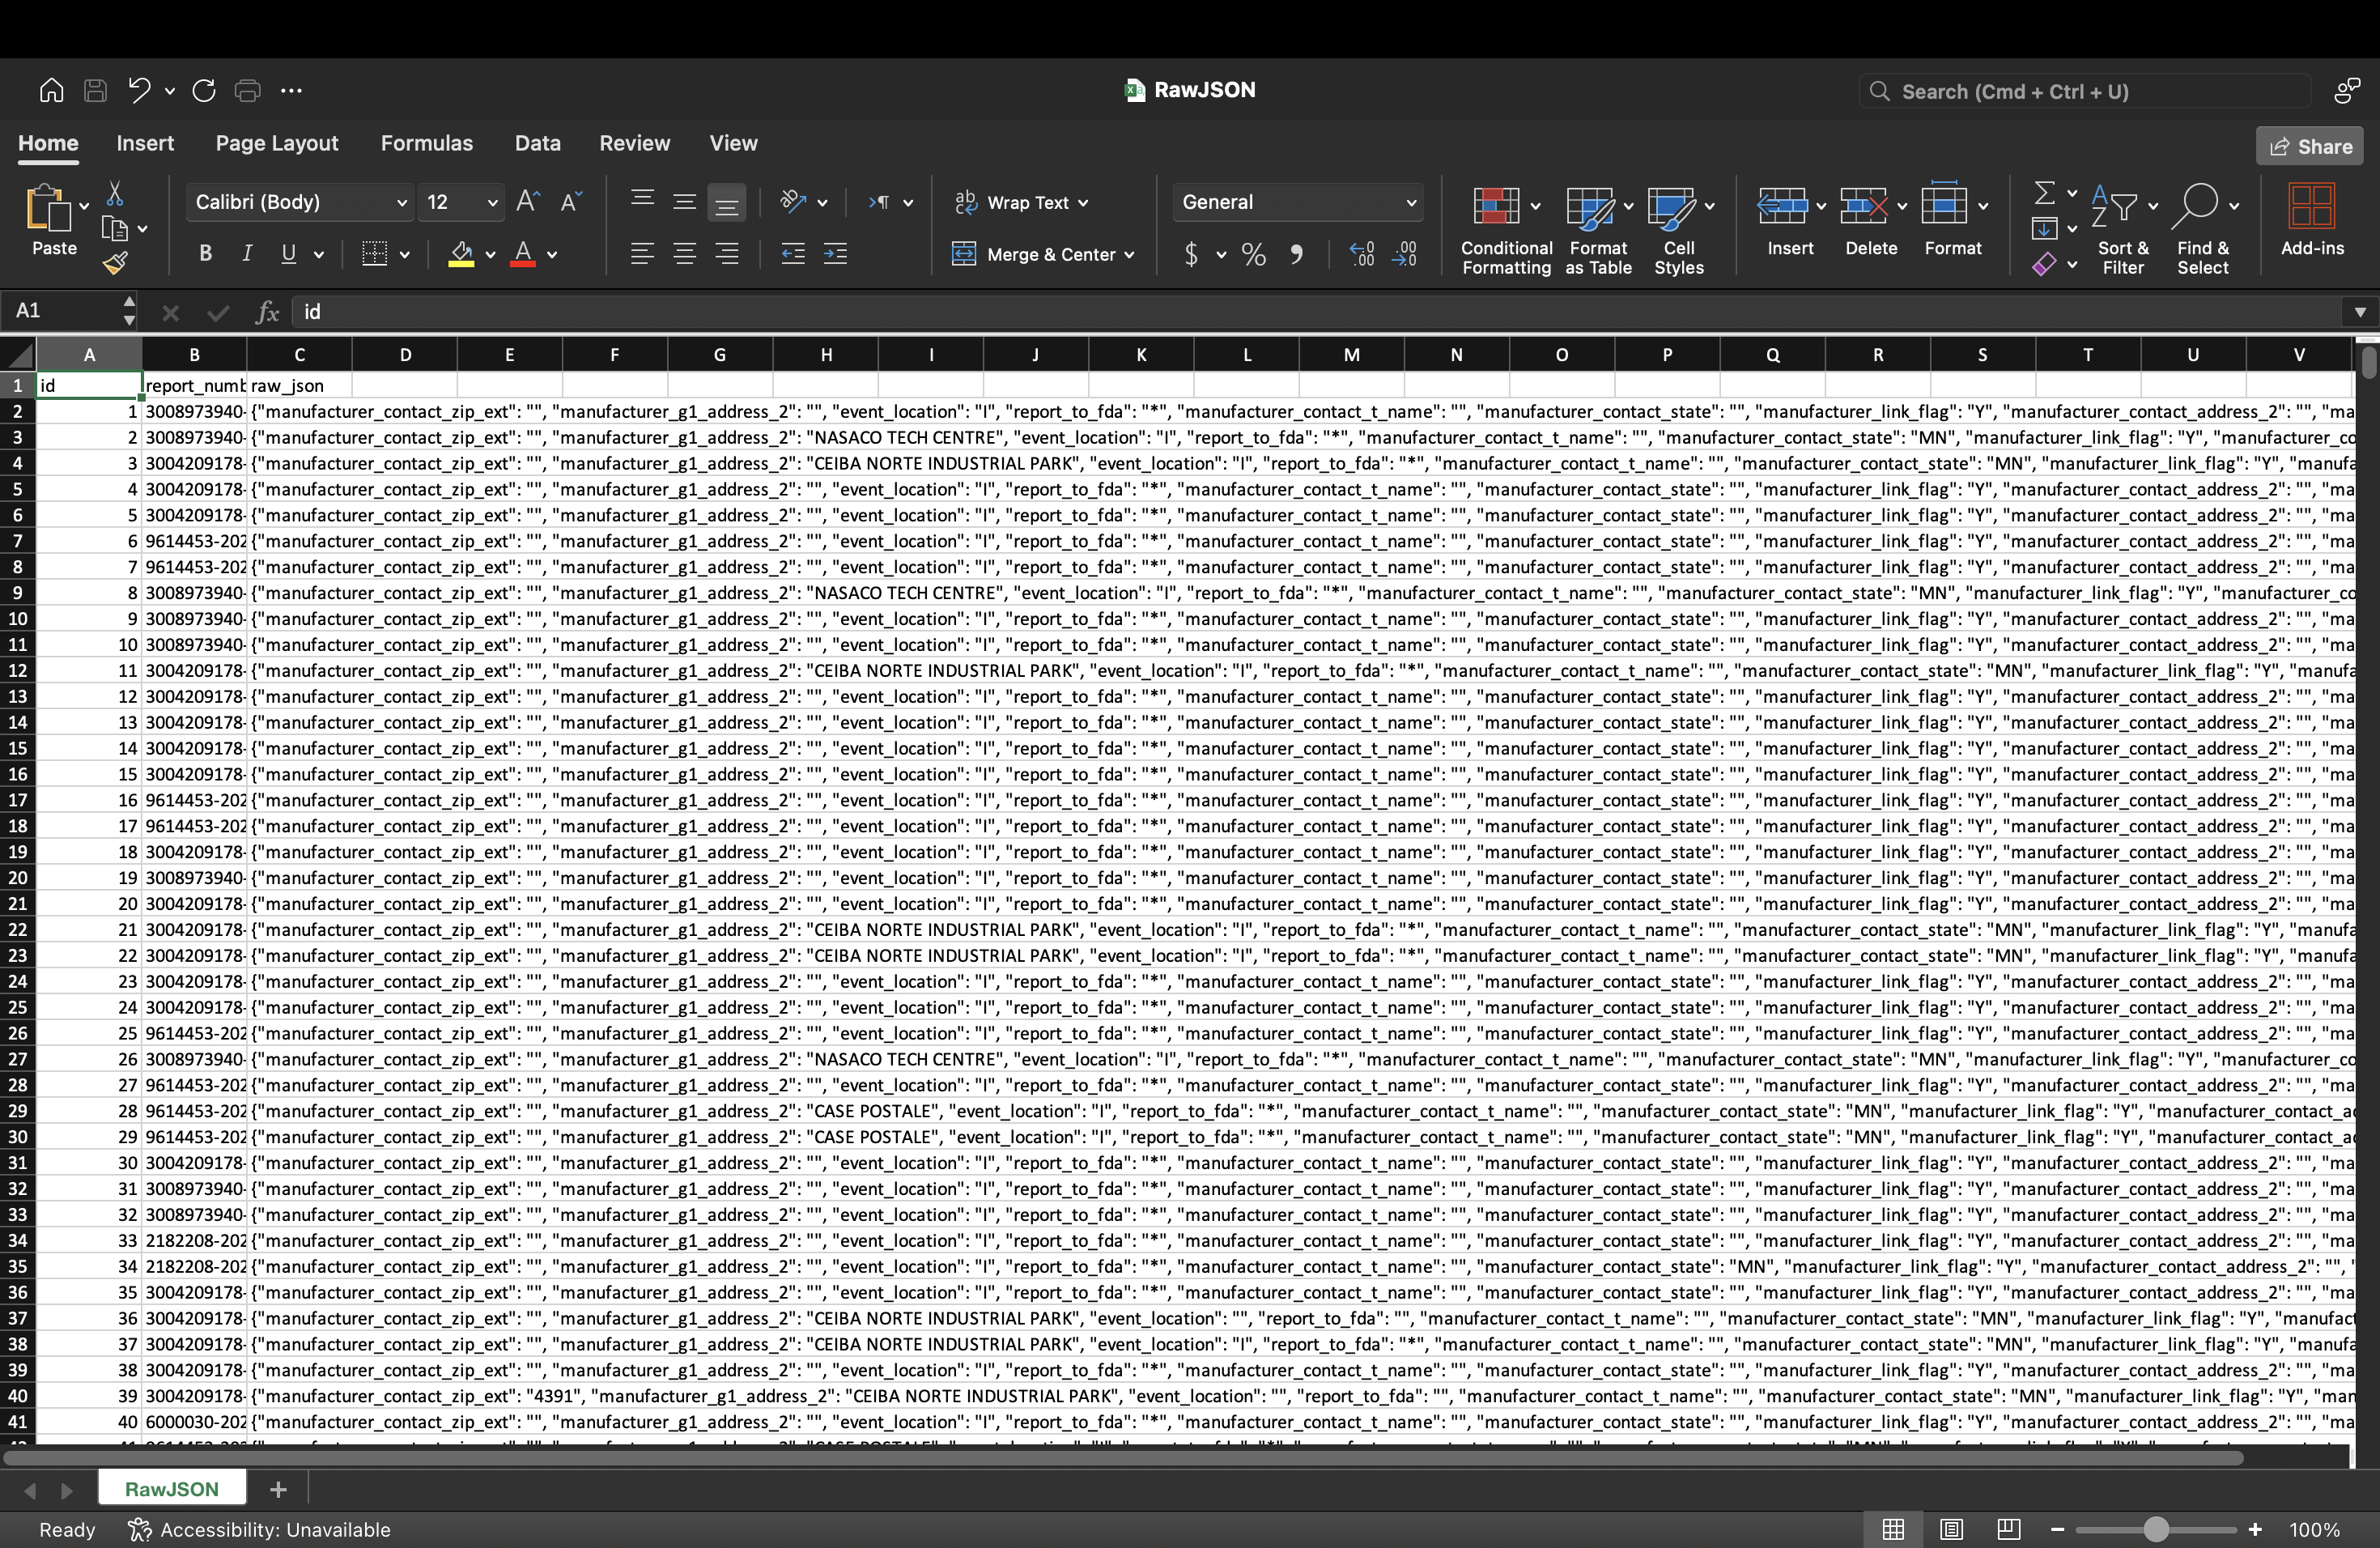 RawJSON
Search (Cmd + Ctrl + U)
Home Insert Page Layout Formulas Data Review View
Share
Paste
Calibri (Body) 12
B I U
Wrap Text
Merge & Center
General
$ %
Conditional Formatting
Format as Table
Cell Styles
Insert
Delete
Format
Sort & Filter
Find & Select
Add-ins
A1 fx id
A B C D E F G H I J K L M N O P Q R S T U V
1 id report_numb raw_json
2 1 3008973940- {"manufacturer_contact_zip_ext": "", "manufacturer_g1_address_2": "", "event_location": "I", "report_to_fda": "*", "manufacturer_contact_t_name": "", "manufacturer_contact_state": "", "manufacturer_link_flag": "Y", "manufacturer_contact_address_2": "", "ma
3 2 3008973940- {"manufacturer_contact_zip_ext": "", "manufacturer_g1_address_2": "NASACO TECH CENTRE", "event_location": "I", "report_to_fda": "*", "manufacturer_contact_t_name": "", "manufacturer_contact_state": "MN", "manufacturer_link_flag": "Y", "manufacturer_co
4 3 3004209178- {"manufacturer_contact_zip_ext": "", "manufacturer_g1_address_2": "CEIBA NORTE INDUSTRIAL PARK", "event_location": "I", "report_to_fda": "*", "manufacturer_contact_t_name": "", "manufacturer_contact_state": "MN", "manufacturer_link_flag": "Y", "manufa
5 4 3004209178- {"manufacturer_contact_zip_ext": "", "manufacturer_g1_address_2": "", "event_location": "I", "report_to_fda": "*", "manufacturer_contact_t_name": "", "manufacturer_contact_state": "", "manufacturer_link_flag": "Y", "manufacturer_contact_address_2": "", "ma
6 5 3004209178- {"manufacturer_contact_zip_ext": "", "manufacturer_g1_address_2": "", "event_location": "I", "report_to_fda": "*", "manufacturer_contact_t_name": "", "manufacturer_contact_state": "", "manufacturer_link_flag": "Y", "manufacturer_contact_address_2": "", "ma
7 6 9614453-202 {"manufacturer_contact_zip_ext": "", "manufacturer_g1_address_2": "", "event_location": "I", "report_to_fda": "*", "manufacturer_contact_t_name": "", "manufacturer_contact_state": "", "manufacturer_link_flag": "Y", "manufacturer_contact_address_2": "", "ma
8 7 9614453-202 {"manufacturer_contact_zip_ext": "", "manufacturer_g1_address_2": "", "event_location": "I", "report_to_fda": "*", "manufacturer_contact_t_name": "", "manufacturer_contact_state": "", "manufacturer_link_flag": "Y", "manufacturer_contact_address_2": "", "ma
9 8 3008973940- {"manufacturer_contact_zip_ext": "", "manufacturer_g1_address_2": "NASACO TECH CENTRE", "event_location": "I", "report_to_fda": "*", "manufacturer_contact_t_name": "", "manufacturer_contact_state": "MN", "manufacturer_link_flag": "Y", "manufacturer_co
10 9 3008973940- {"manufacturer_contact_zip_ext": "", "manufacturer_g1_address_2": "", "event_location": "I", "report_to_fda": "*", "manufacturer_contact_t_name": "", "manufacturer_contact_state": "", "manufacturer_link_flag": "Y", "manufacturer_contact_address_2": "", "ma
11 10 3008973940- {"manufacturer_contact_zip_ext": "", "manufacturer_g1_address_2": "", "event_location": "I", "report_to_fda": "*", "manufacturer_contact_t_name": "", "manufacturer_contact_state": "", "manufacturer_link_flag": "Y", "manufacturer_contact_address_2": "", "ma
12 11 3004209178- {"manufacturer_contact_zip_ext": "", "manufacturer_g1_address_2": "CEIBA NORTE INDUSTRIAL PARK", "event_location": "I", "report_to_fda": "*", "manufacturer_contact_t_name": "", "manufacturer_contact_state": "MN", "manufacturer_link_flag": "Y", "manufa
13 12 3004209178- {"manufacturer_contact_zip_ext": "", "manufacturer_g1_address_2": "", "event_location": "I", "report_to_fda": "*", "manufacturer_contact_t_name": "", "manufacturer_contact_state": "", "manufacturer_link_flag": "Y", "manufacturer_contact_address_2": "", "ma
14 13 3004209178- {"manufacturer_contact_zip_ext": "", "manufacturer_g1_address_2": "", "event_location": "I", "report_to_fda": "*", "manufacturer_contact_t_name": "", "manufacturer_contact_state": "", "manufacturer_link_flag": "Y", "manufacturer_contact_address_2": "", "ma
15 14 3004209178- {"manufacturer_contact_zip_ext": "", "manufacturer_g1_address_2": "", "event_location": "I", "report_to_fda": "*", "manufacturer_contact_t_name": "", "manufacturer_contact_state": "", "manufacturer_link_flag": "Y", "manufacturer_contact_address_2": "", "ma
16 15 3004209178- {"manufacturer_contact_zip_ext": "", "manufacturer_g1_address_2": "", "event_location": "I", "report_to_fda": "*", "manufacturer_contact_t_name": "", "manufacturer_contact_state": "", "manufacturer_link_flag": "Y", "manufacturer_contact_address_2": "", "ma
17 16 9614453-202 {"manufacturer_contact_zip_ext": "", "manufacturer_g1_address_2": "", "event_location": "I", "report_to_fda": "*", "manufacturer_contact_t_name": "", "manufacturer_contact_state": "", "manufacturer_link_flag": "Y", "manufacturer_contact_address_2": "", "ma
18 17 9614453-202 {"manufacturer_contact_zip_ext": "", "manufacturer_g1_address_2": "", "event_location": "I", "report_to_fda": "*", "manufacturer_contact_t_name": "", "manufacturer_contact_state": "", "manufacturer_link_flag": "Y", "manufacturer_contact_address_2": "", "ma
19 18 3004209178- {"manufacturer_contact_zip_ext": "", "manufacturer_g1_address_2": "", "event_location": "I", "report_to_fda": "*", "manufacturer_contact_t_name": "", "manufacturer_contact_state": "", "manufacturer_link_flag": "Y", "manufacturer_contact_address_2": "", "ma
20 19 3008973940- {"manufacturer_contact_zip_ext": "", "manufacturer_g1_address_2": "", "event_location": "I", "report_to_fda": "*", "manufacturer_contact_t_name": "", "manufacturer_contact_state": "", "manufacturer_link_flag": "Y", "manufacturer_contact_address_2": "", "ma
21 20 3004209178- {"manufacturer_contact_zip_ext": "", "manufacturer_g1_address_2": "", "event_location": "I", "report_to_fda": "*", "manufacturer_contact_t_name": "", "manufacturer_contact_state": "", "manufacturer_link_flag": "Y", "manufacturer_contact_address_2": "", "ma
22 21 3004209178- {"manufacturer_contact_zip_ext": "", "manufacturer_g1_address_2": "CEIBA NORTE INDUSTRIAL PARK", "event_location": "I", "report_to_fda": "*", "manufacturer_contact_t_name": "", "manufacturer_contact_state": "MN", "manufacturer_link_flag": "Y", "manufa
23 22 3004209178- {"manufacturer_contact_zip_ext": "", "manufacturer_g1_address_2": "CEIBA NORTE INDUSTRIAL PARK", "event_location": "I", "report_to_fda": "*", "manufacturer_contact_t_name": "", "manufacturer_contact_state": "MN", "manufacturer_link_flag": "Y", "manufa
24 23 3004209178- {"manufacturer_contact_zip_ext": "", "manufacturer_g1_address_2": "", "event_location": "I", "report_to_fda": "*", "manufacturer_contact_t_name": "", "manufacturer_contact_state": "", "manufacturer_link_flag": "Y", "manufacturer_contact_address_2": "", "ma
25 24 3004209178- {"manufacturer_contact_zip_ext": "", "manufacturer_g1_address_2": "", "event_location": "I", "report_to_fda": "*", "manufacturer_contact_t_name": "", "manufacturer_contact_state": "", "manufacturer_link_flag": "Y", "manufacturer_contact_address_2": "", "ma
26 25 9614453-202 {"manufacturer_contact_zip_ext": "", "manufacturer_g1_address_2": "", "event_location": "I", "report_to_fda": "*", "manufacturer_contact_t_name": "", "manufacturer_contact_state": "", "manufacturer_link_flag": "Y", "manufacturer_contact_address_2": "", "ma
27 26 3008973940- {"manufacturer_contact_zip_ext": "", "manufacturer_g1_address_2": "NASACO TECH CENTRE", "event_location": "I", "report_to_fda": "*", "manufacturer_contact_t_name": "", "manufacturer_contact_state": "MN", "manufacturer_link_flag": "Y", "manufacturer_co
28 27 9614453-202 {"manufacturer_contact_zip_ext": "", "manufacturer_g1_address_2": "", "event_location": "I", "report_to_fda": "*", "manufacturer_contact_t_name": "", "manufacturer_contact_state": "", "manufacturer_link_flag": "Y", "manufacturer_contact_address_2": "", "ma
29 28 9614453-202 {"manufacturer_contact_zip_ext": "", "manufacturer_g1_address_2": "CASE POSTALE", "event_location": "I", "report_to_fda": "*", "manufacturer_contact_t_name": "", "manufacturer_contact_state": "MN", "manufacturer_link_flag": "Y", "manufacturer_contact_a
30 29 9614453-202 {"manufacturer_contact_zip_ext": "", "manufacturer_g1_address_2": "CASE POSTALE", "event_location": "I", "report_to_fda": "*", "manufacturer_contact_t_name": "", "manufacturer_contact_state": "MN", "manufacturer_link_flag": "Y", "manufacturer_contact_a
31 30 3004209178- {"manufacturer_contact_zip_ext": "", "manufacturer_g1_address_2": "", "event_location": "I", "report_to_fda": "*", "manufacturer_contact_t_name": "", "manufacturer_contact_state": "", "manufacturer_link_flag": "Y", "manufacturer_contact_address_2": "", "ma
32 31 3008973940- {"manufacturer_contact_zip_ext": "", "manufacturer_g1_address_2": "", "event_location": "I", "report_to_fda": "*", "manufacturer_contact_t_name": "", "manufacturer_contact_state": "", "manufacturer_link_flag": "Y", "manufacturer_contact_address_2": "", "ma
33 32 3008973940- {"manufacturer_contact_zip_ext": "", "manufacturer_g1_address_2": "", "event_location": "I", "report_to_fda": "*", "manufacturer_contact_t_name": "", "manufacturer_contact_state": "", "manufacturer_link_flag": "Y", "manufacturer_contact_address_2": "", "ma
34 33 2182208-202 {"manufacturer_contact_zip_ext": "", "manufacturer_g1_address_2": "", "event_location": "I", "report_to_fda": "*", "manufacturer_contact_t_name": "", "manufacturer_contact_state": "", "manufacturer_link_flag": "Y", "manufacturer_contact_address_2": "", "ma
35 34 2182208-202 {"manufacturer_contact_zip_ext": "", "manufacturer_g1_address_2": "", "event_location": "I", "report_to_fda": "*", "manufacturer_contact_t_name": "", "manufacturer_contact_state": "MN", "manufacturer_link_flag": "Y", "manufacturer_contact_address_2": "", "
36 35 3004209178- {"manufacturer_contact_zip_ext": "", "manufacturer_g1_address_2": "", "event_location": "I", "report_to_fda": "*", "manufacturer_contact_t_name": "", "manufacturer_contact_state": "", "manufacturer_link_flag": "Y", "manufacturer_contact_address_2": "", "ma
37 36 3004209178- {"manufacturer_contact_zip_ext": "", "manufacturer_g1_address_2": "CEIBA NORTE INDUSTRIAL PARK", "event_location": "", "report_to_fda": "", "manufacturer_contact_t_name": "", "manufacturer_contact_state": "MN", "manufacturer_link_flag": "Y", "manufact
38 37 3004209178- {"manufacturer_contact_zip_ext": "", "manufacturer_g1_address_2": "CEIBA NORTE INDUSTRIAL PARK", "event_location": "I", "report_to_fda": "*", "manufacturer_contact_t_name": "", "manufacturer_contact_state": "MN", "manufacturer_link_flag": "Y", "manufa
39 38 3004209178- {"manufacturer_contact_zip_ext": "", "manufacturer_g1_address_2": "", "event_location": "I", "report_to_fda": "*", "manufacturer_contact_t_name": "", "manufacturer_contact_state": "", "manufacturer_link_flag": "Y", "manufacturer_contact_address_2": "", "ma
40 39 3004209178- {"manufacturer_contact_zip_ext": "4391", "manufacturer_g1_address_2": "CEIBA NORTE INDUSTRIAL PARK", "event_location": "", "report_to_fda": "", "manufacturer_contact_t_name": "", "manufacturer_contact_state": "MN", "manufacturer_link_flag": "Y", "man
41 40 6000030-202 {"manufacturer_contact_zip_ext": "", "manufacturer_g1_address_2": "", "event_location": "I", "report_to_fda": "*", "manufacturer_contact_t_name": "", "manufacturer_contact_state": "", "manufacturer_link_flag": "Y", "manufacturer_contact_address_2": "", "ma
RawJSON +
Ready Accessibility: Unavailable 100%